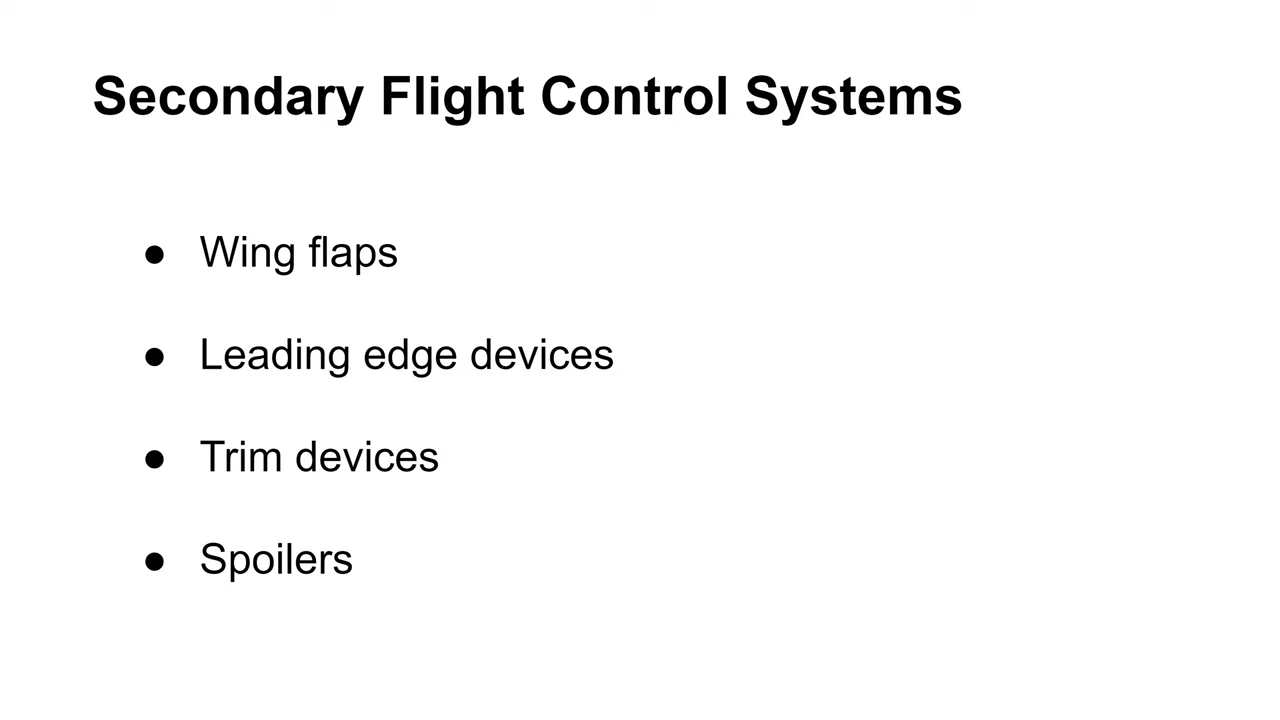 Secondary Flight Control Systems
● Wing flaps
● Leading edge devices
● Trim devices
● Spoilers